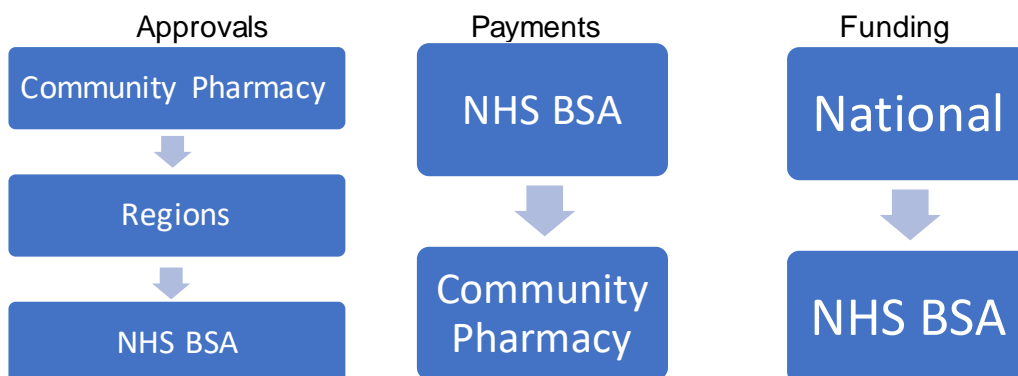 Approvals
Community Pharmacy
Regions
NHS BSA
Payments
NHS BSA
Community
Pharmacy
Funding
National
NHS BSA